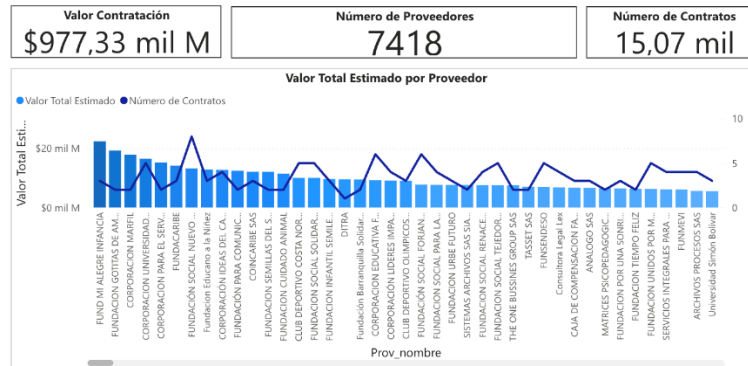 Valor Contratación
$977,33 mil M
Número de Proveedores
7418
Número de Contratos
15,07 mil
Valor Total Estimado por Proveedor
Valor Total Estimado Número de Contratos
Valor Total Esti...
$20 mil M
$0 mil M
10
5
0
FUND MI ALEGRE INFANCIA
FUNDACION GOTITAS DE AM...
CORPORACION MARFIL
CORPORACION UNIVERSIDAD...
CORPORACION PARA EL SERV...
FUNDACARIBE
FUNDACIÓN SOCIAL NUEVO ...
Fundacion Educano a la Niñez
CORPORACION IDEAS DEL CA...
FUNDACIÓN PARA COMUNIC...
COINCARIBE SAS
FUNDACION SEMILLAS DEL S...
FUNDACION CUIDADO ANIMAL
CLUB DEPORTIVO COSTA NOR...
FUNDACION SOCIAL SOLDAR...
FUNDACION INFANTIL SEMILE...
DITRA
Fundación Barranquilla Solidar...
CORPORACION EDUCATIVA F...
CORPORACION LIDERES IMPA...
CLUB DEPORTIVO OLIMPICOS...
FUNDACIÓN SOCIAL FORJAN...
FUNDACION SOCIAL PARA LA...
FUNDACION URBE FUTURO
SISTEMAS ARCHIVOS SAS SIA...
FUNDACION SOCIAL RENACE...
FUNDACION SOCIAL TEJEDOR...
THE ONE BUSSINES GROUP SAS
TASSET SAS
FUNSENDESO
Consultora Legal Lex
CAJA DE COMPENSACION FA...
ANALOGO SAS
MATRICES PSICOPEDAGOGIC...
FUNDACION POR UNA SONRI...
FUNDACION TIEMPO FELIZ
FUNDACION UNIDOS POR M...
SERVICIOS INTEGRALES PARA ...
FUNMEVI
ARCHIVOS PROCESOS SAS
Universidad Simón Bolívar
Prov_nombre